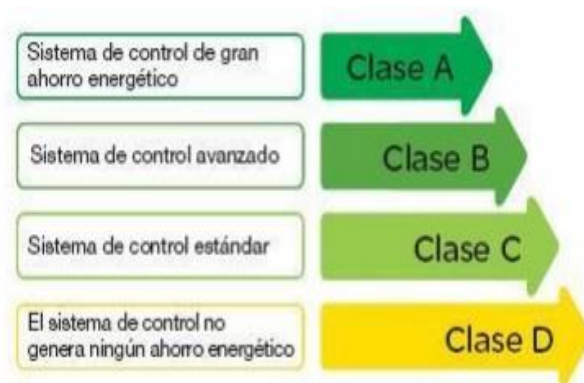 Sistema de control de gran
ahorro energético
Clase A
Sistema de control avanzado
Clase B
Sistema de control estándar
Clase C
El sistema de control no
genera ningún ahorro energético
Clase D